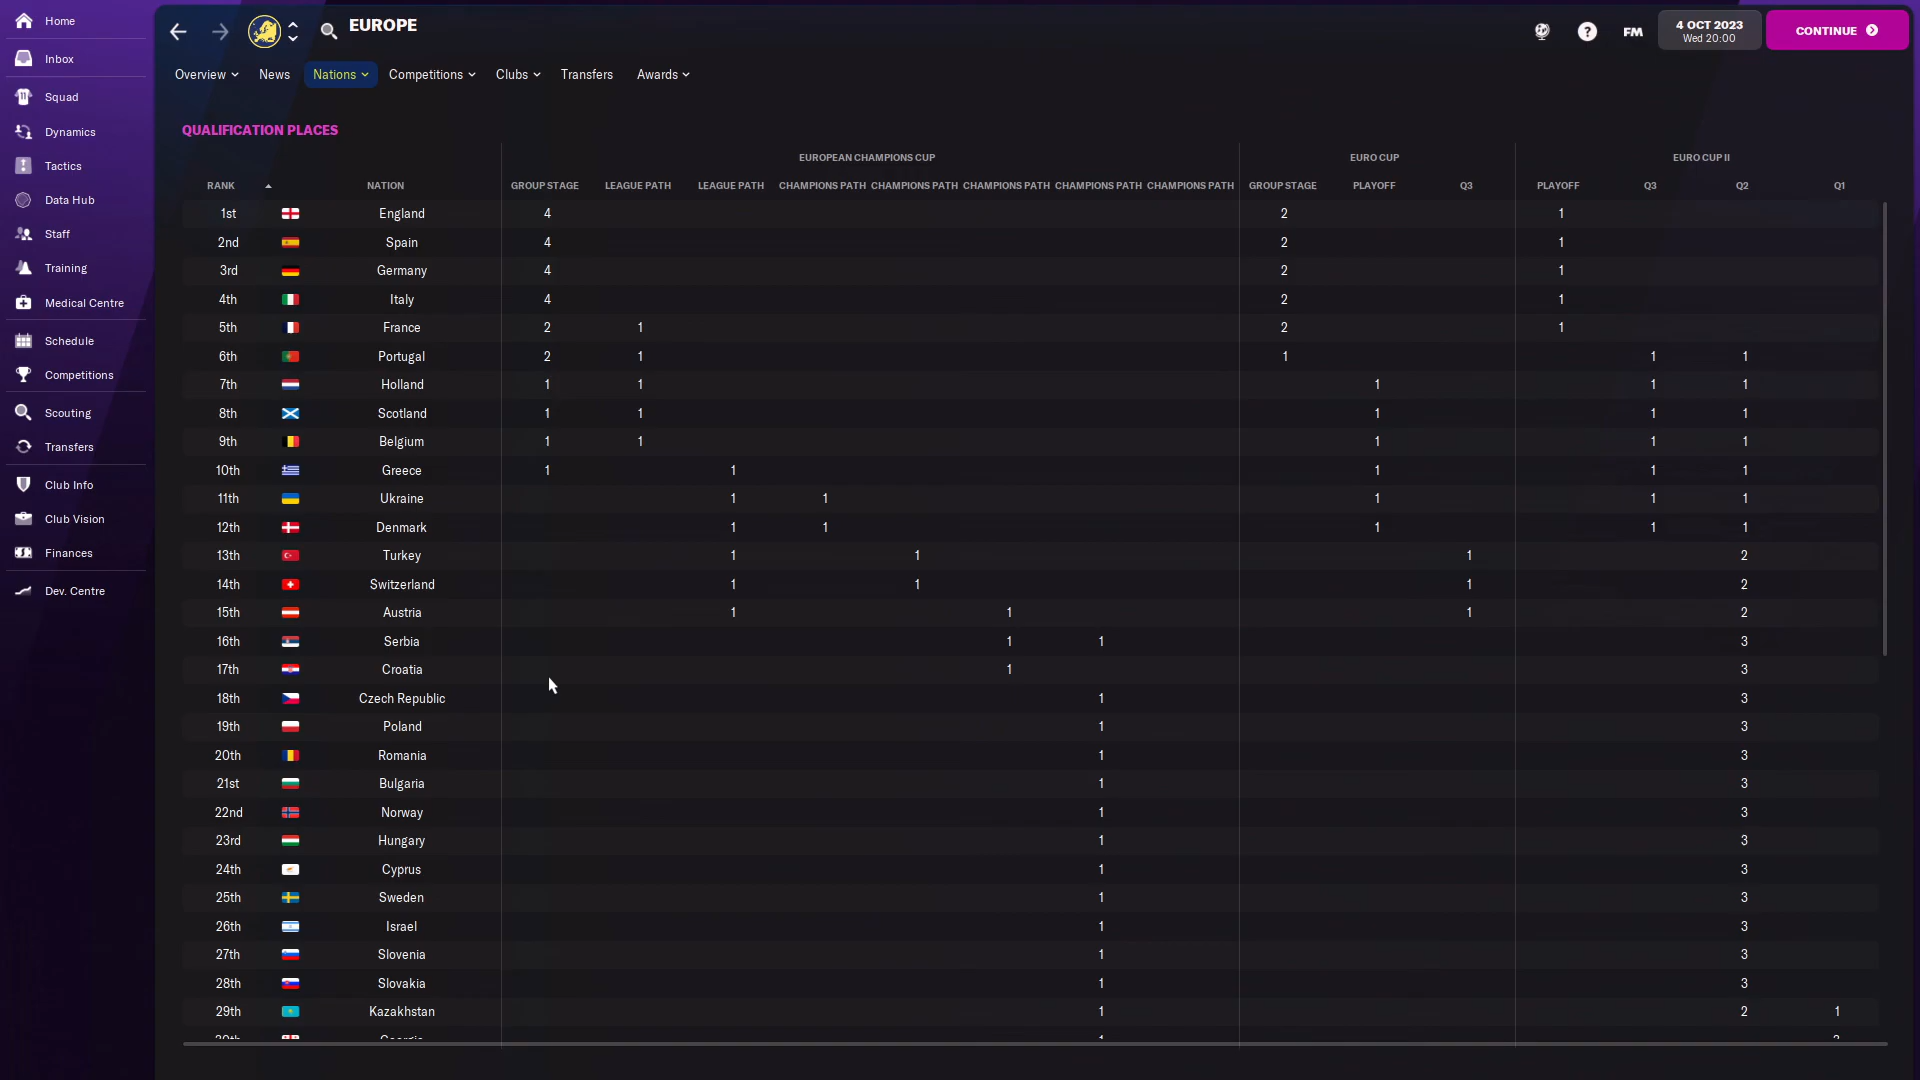 Home
Inbox
Squad
Dynamics
Tactics
Data Hub
Staff
Training
Medical Centre
Schedule
Competitions
Scouting
Transfers
Club Info
Club Vision
Finances
Dev. Centre
EUROPE
?
FM
4 OCT 2023
Wed 20:00
CONTINUE
Overview News Nations Competitions Clubs Transfers Awards
QUALIFICATION PLACES
EUROPEAN CHAMPIONS CUP EURO CUP EURO CUP II
RANK NATION GROUP STAGE LEAGUE PATH LEAGUE PATH CHAMPIONS PATH CHAMPIONS PATH CHAMPIONS PATH CHAMPIONS PATH CHAMPIONS PATH GROUP STAGE PLAYOFF Q3 PLAYOFF Q3 Q2 Q1
1st England 4 2 1
2nd Spain 4 2 1
3rd Germany 4 2 1
4th Italy 4 2 1
5th France 2 1 2 1
6th Portugal 2 1 1 1 1
7th Holland 1 1 1 1 1
8th Scotland 1 1 1 1 1
9th Belgium 1 1 1 1 1
10th Greece 1 1 1 1 1
11th Ukraine 1 1 1 1 1
12th Denmark 1 1 1 1 1
13th Turkey 1 1 1 2
14th Switzerland 1 1 1 2
15th Austria 1 1 1 2
16th Serbia 1 1 3
17th Croatia 1 3
18th Czech Republic 1 3
19th Poland 1 3
20th Romania 1 3
21st Bulgaria 1 3
22nd Norway 1 3
23rd Hungary 1 3
24th Cyprus 1 3
25th Sweden 1 3
26th Israel 1 3
27th Slovenia 1 3
28th Slovakia 1 3
29th Kazakhstan 1 2 1